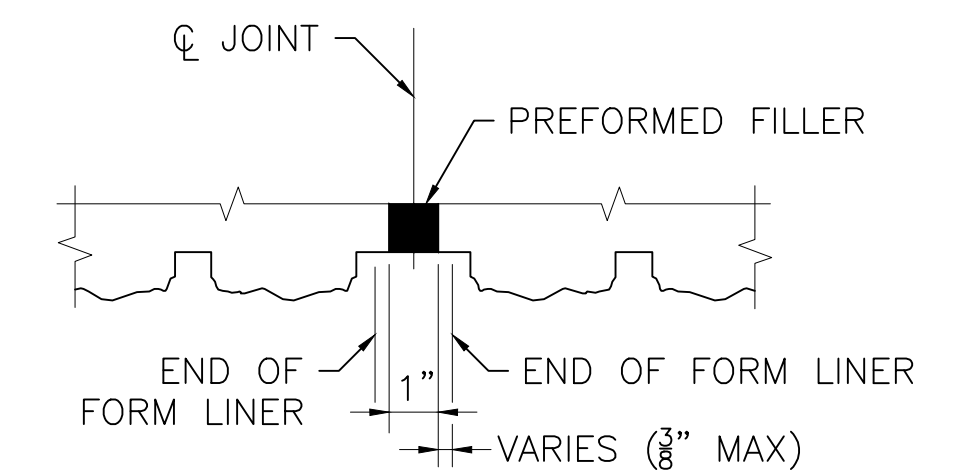 ℄ JOINT
PREFORMED FILLER
END OF
FORM LINER
1"
END OF FORM LINER
VARIES (3/8" MAX)